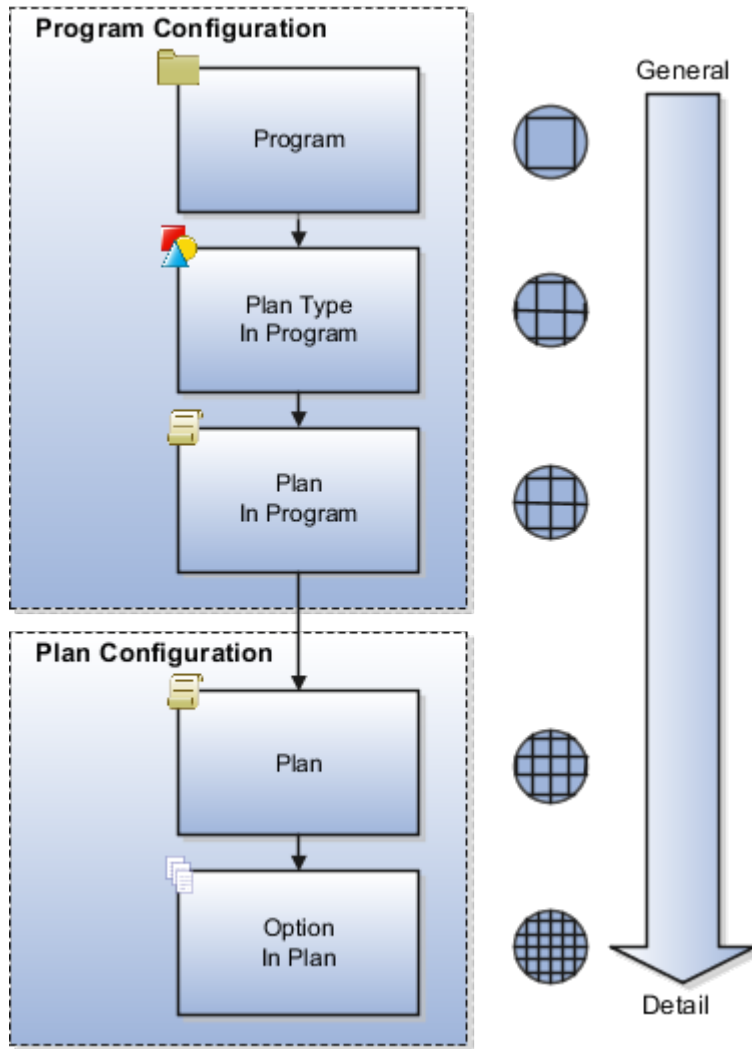 Program Configuration
General
Program
Plan Type
In Program
Plan
In Program
Plan Configuration
Plan
Option
In Plan
Detail